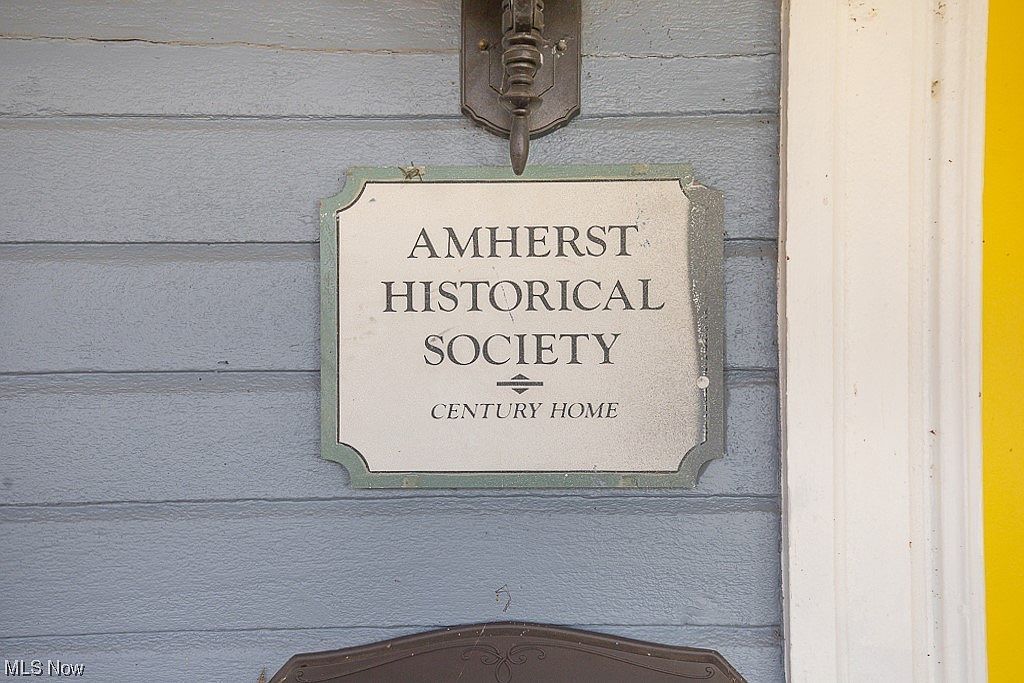 AMHERST
HISTORICAL
SOCIETY
CENTURY HOME
MLS Now